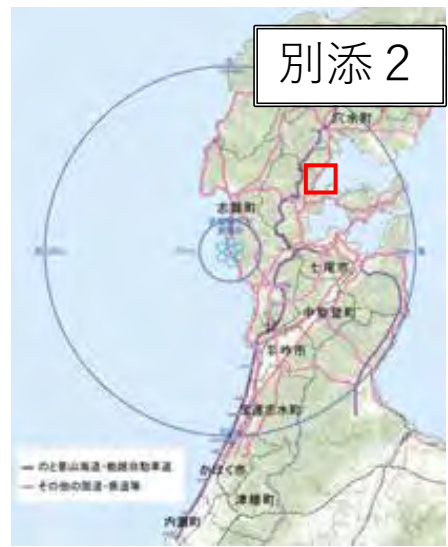 別添２
穴水町
志賀町
七尾市
中能登町
羽咋市
宝達志水町
かほく市
津幡町
内灘町
のと里山海道・能越自動車道
その他の国道・県道等